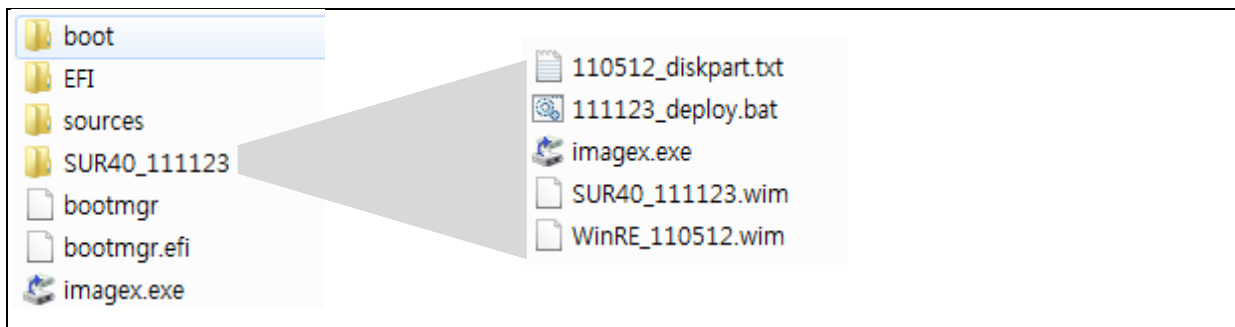 boot
EFI
sources
SUR40_111123
bootmgr
bootmgr.efi
imagex.exe
110512_diskpart.txt
111123_deploy.bat
imagex.exe
SUR40_111123.wim
WinRE_110512.wim